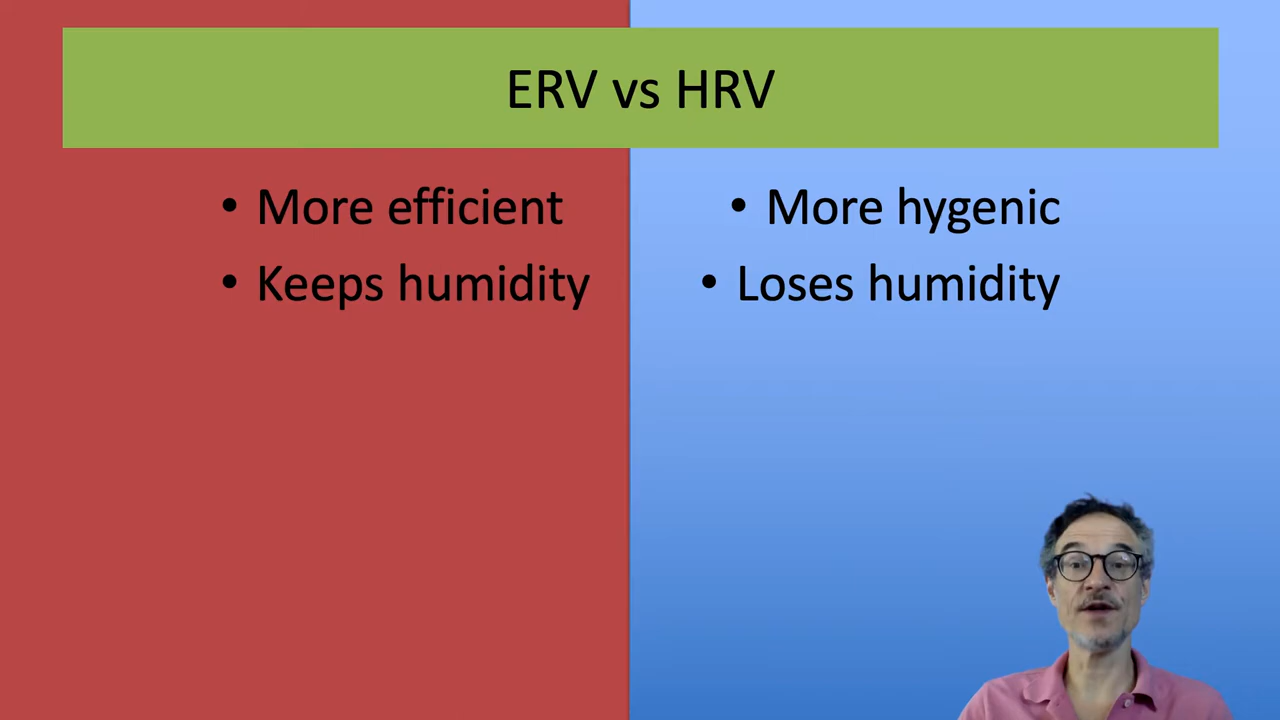 ERV vs HRV
• More efficient
• Keeps humidity
• More hygenic
• Loses humidity